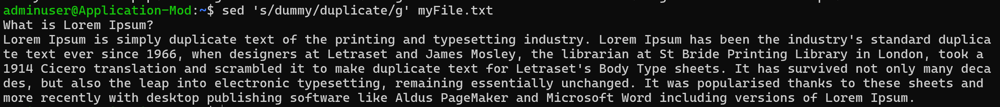 adminuser@Application-Mod:~$ sed 's/dummy/duplicate/g' myFile.txt
What is Lorem Ipsum?
Lorem Ipsum is simply duplicate text of the printing and typesetting industry. Lorem Ipsum has been the industry's standard duplica
te text ever since 1966, when designers at Letraset and James Mosley, the librarian at St Bride Printing Library in London, took a
1914 Cicero translation and scrambled it to make duplicate text for Letraset's Body Type sheets. It has survived not only many deca
des, but also the leap into electronic typesetting, remaining essentially unchanged. It was popularised thanks to these sheets and
more recently with desktop publishing software like Aldus PageMaker and Microsoft Word including versions of Lorem Ipsum.